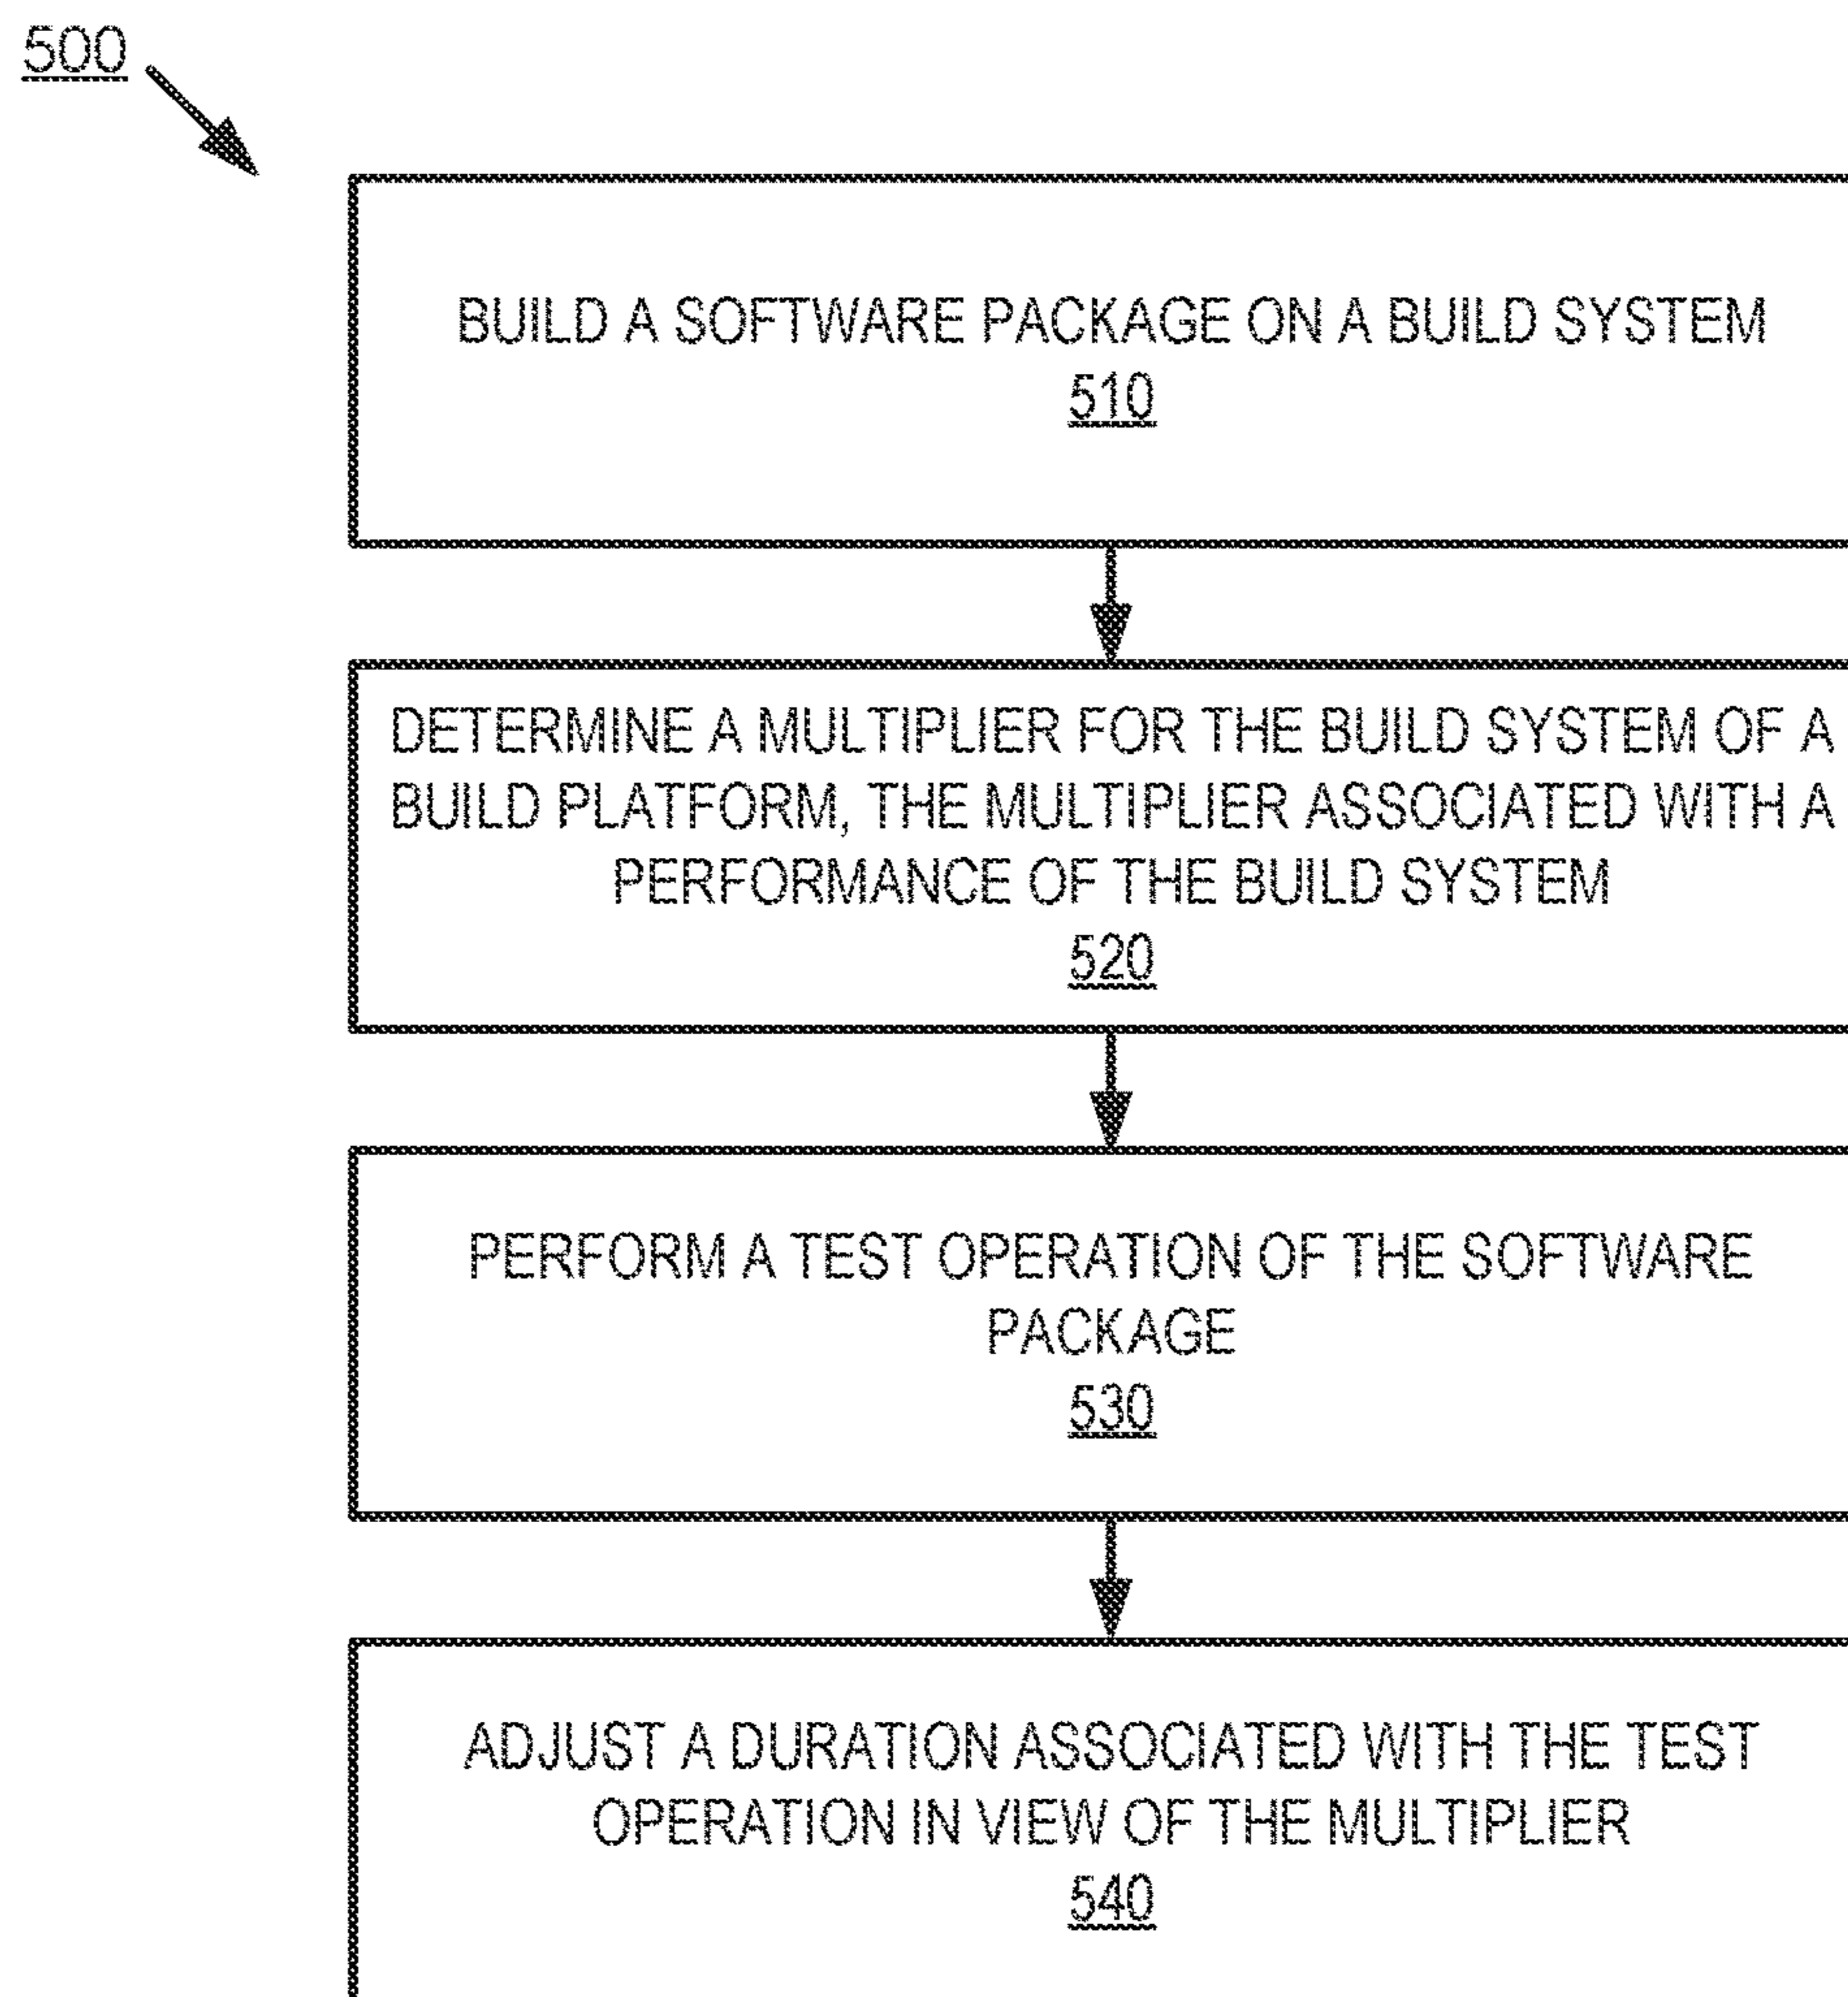 500
BUILD A SOFTWARE PACKAGE ON A BUILD SYSTEM
510
DETERMINE A MULTIPLIER FOR THE BUILD SYSTEM OF A
BUILD PLATFORM, THE MULTIPLIER ASSOCIATED WITH A
PERFORMANCE OF THE BUILD SYSTEM
520
PERFORM A TEST OPERATION OF THE SOFTWARE
PACKAGE
530
ADJUST A DURATION ASSOCIATED WITH THE TEST
OPERATION IN VIEW OF THE MULTIPLIER
540